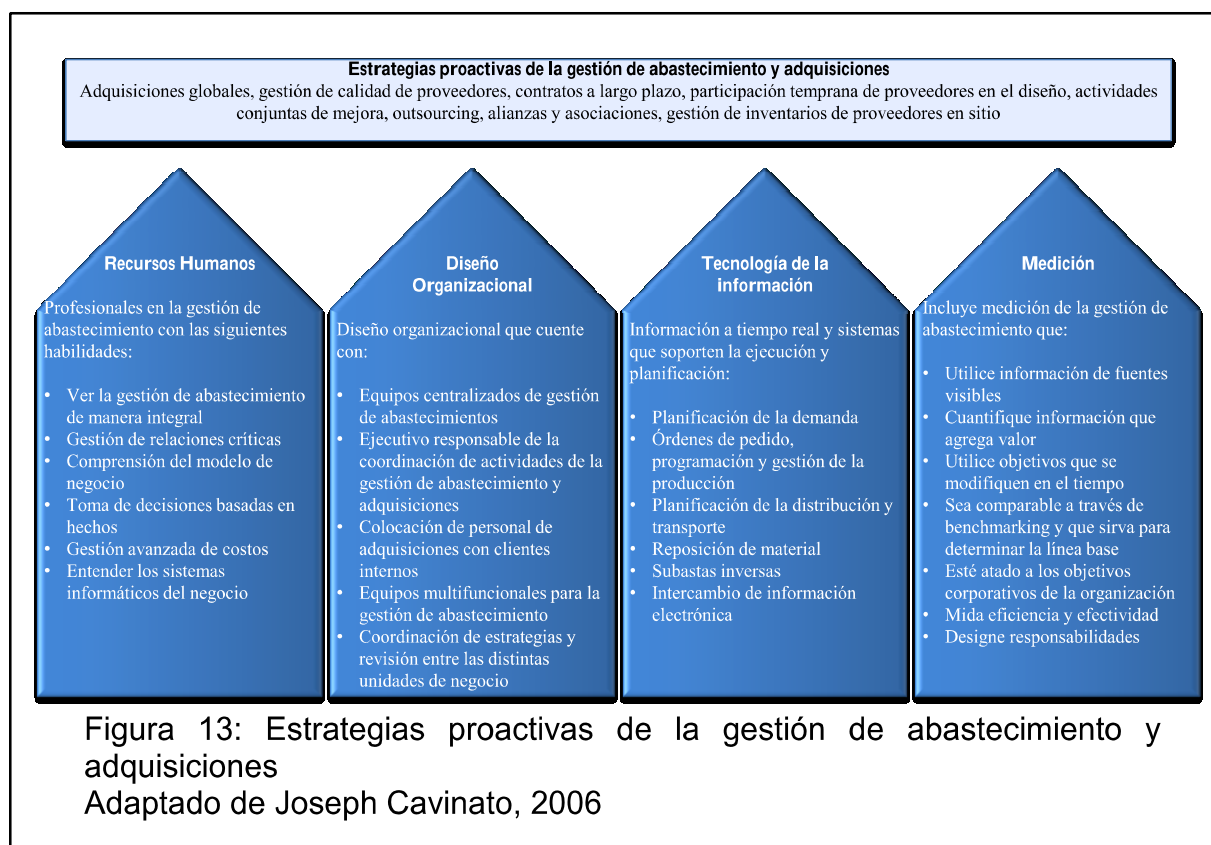 Estrategias proactivas de la gestión de abastecimiento y adquisiciones
Adquisiciones globales, gestión de calidad de proveedores, contratos a largo plazo, participación temprana de proveedores en el diseño, actividades
conjuntas de mejora, outsourcing, alianzas y asociaciones, gestión de inventarios de proveedores en sitio
Recursos Humanos
Profesionales en la gestión de
abastecimiento con las siguientes
habilidades:
• Ver la gestión de abastecimiento
de manera integral
• Gestión de relaciones críticas
• Comprensión del modelo de
negocio
• Toma de decisiones basadas en
hechos
• Gestión avanzada de costos
• Entender los sistemas
informáticos del negocio
Diseño
Organizacional
Diseño organizacional que cuente
con:
• Equipos centralizados de gestión
de abastecimientos
• Ejecutivo responsable de la
coordinación de actividades de la
gestión de abastecimiento y
adquisiciones
• Colocación de personal de
adquisiciones con clientes
internos
• Equipos multifuncionales para la
gestión de abastecimiento
• Coordinación de estrategias y
revisión entre las distintas
unidades de negocio
Tecnología de la
información
Información a tiempo real y sistemas
que soporten la ejecución y
planificación:
• Planificación de la demanda
• Órdenes de pedido,
programación y gestión de la
producción
• Planificación de la distribución y
transporte
• Reposición de material
• Subastas inversas
• Intercambio de información
electrónica
Medición
Incluye medición de la gestión de
abastecimiento que:
• Utilice información de fuentes
visibles
• Cuantifique información que
agrega valor
• Utilice objetivos que se
modifiquen en el tiempo
• Sea comparable a través de
benchmarking y que sirva para
determinar la línea base
• Esté atado a los objetivos
corporativos de la organización
• Mida eficiencia y efectividad
• Designe responsabilidades
Figura 13: Estrategias proactivas de la gestión de abastecimiento y
adquisiciones
Adaptado de Joseph Cavinato, 2006